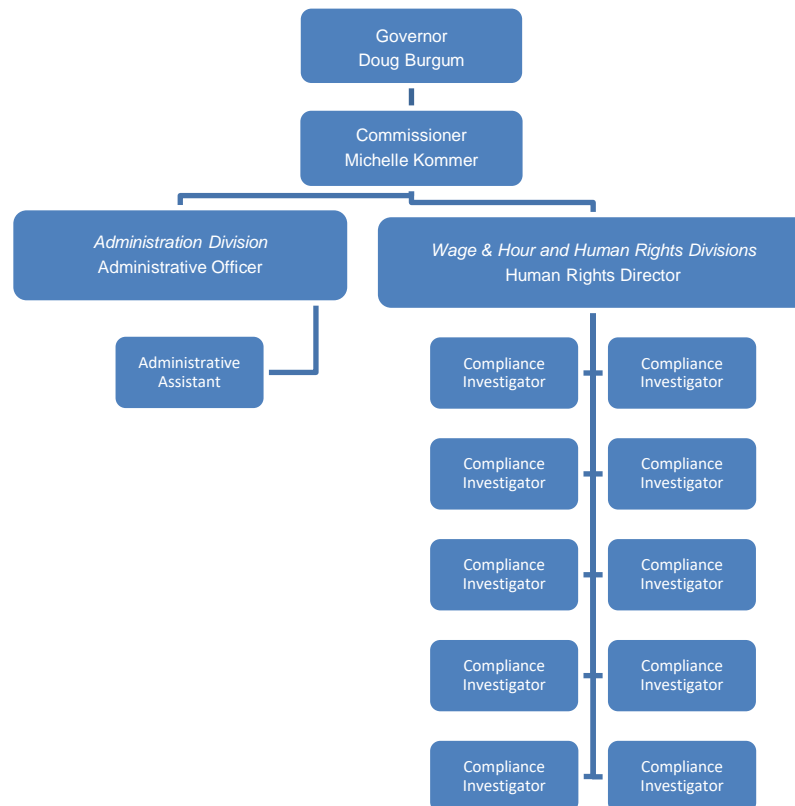 Governor
Doug Burgum
Commissioner
Michelle Kommer
Administration Division
Administrative Officer
Wage & Hour and Human Rights Divisions
Human Rights Director
Administrative
Assistant
Compliance
Investigator
Compliance
Investigator
Compliance
Investigator
Compliance
Investigator
Compliance
Investigator
Compliance
Investigator
Compliance
Investigator
Compliance
Investigator
Compliance
Investigator
Compliance
Investigator